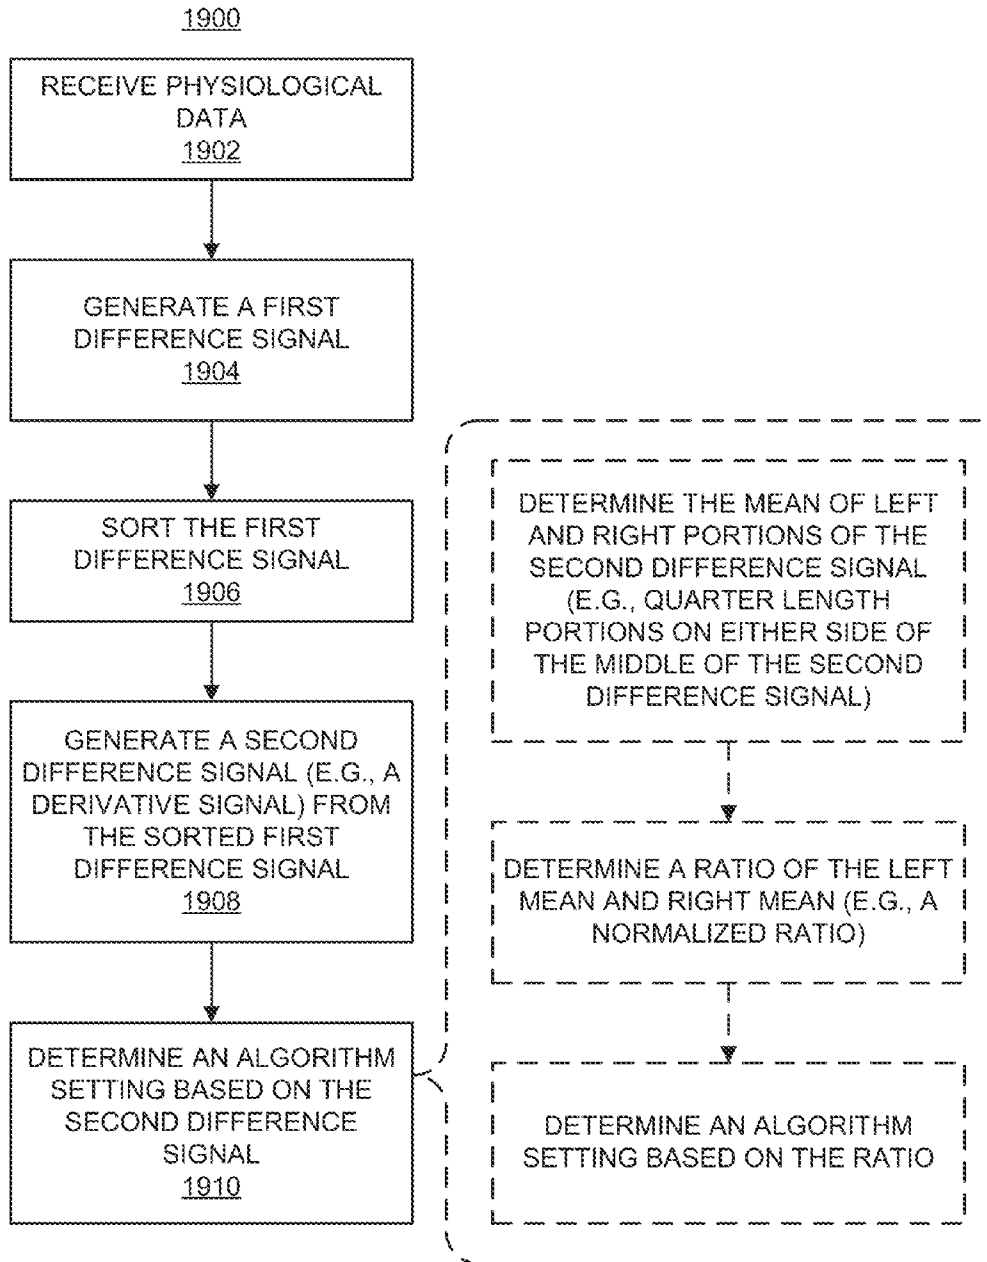 1900
RECEIVE PHYSIOLOGICAL
DATA
1902
GENERATE A FIRST
DIFFERENCE SIGNAL
1904
SORT THE FIRST
DIFFERENCE SIGNAL
1906
GENERATE A SECOND
DIFFERENCE SIGNAL (E.G., A
DERIVATIVE SIGNAL) FROM
THE SORTED FIRST
DIFFERENCE SIGNAL
1908
DETERMINE AN ALGORITHM
SETTING BASED ON THE
SECOND DIFFERENCE
SIGNAL
1910
DETERMINE THE MEAN OF LEFT
AND RIGHT PORTIONS OF THE
SECOND DIFFERENCE SIGNAL
(E.G., QUARTER LENGTH
PORTIONS ON EITHER SIDE OF
THE MIDDLE OF THE SECOND
DIFFERENCE SIGNAL)
DETERMINE A RATIO OF THE LEFT
MEAN AND RIGHT MEAN (E.G., A
NORMALIZED RATIO)
DETERMINE AN ALGORITHM
SETTING BASED ON THE RATIO